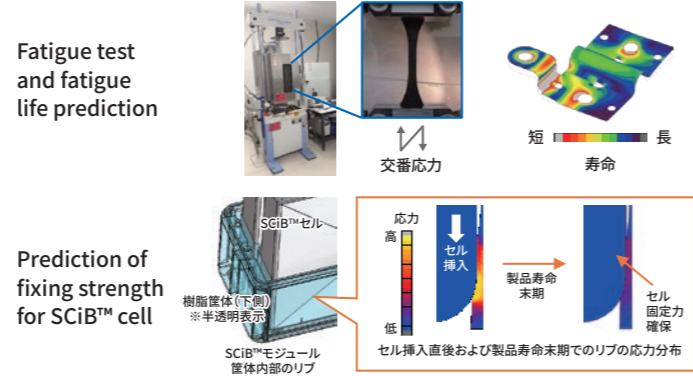 Fatigue test
and fatigue
life prediction
交番応力
短
長
寿命
Prediction of
fixing strength
for SCiB™ cell
SCiB™セル
樹脂筐体（下側）
※半透明表示
SCiB™モジュール
筐体内部のリブ
応力
高
低
セル
挿入
製品寿命
末期
セル
固定力
確保
セル挿入直後および製品寿命末期でのリブの応力分布